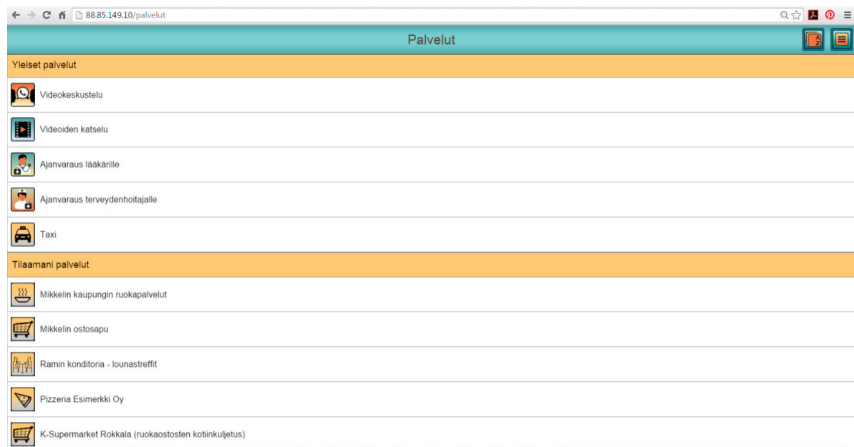 88.85.149.10/palvelut
Palvelut
Yleiset palvelut
Videokeskustelu
Videoiden katselu
Ajanvaraus lääkärille
Ajanvaraus terveydenhoitajalle
Taxi
Tilaamani palvelut
Mikkelin kaupungin ruokapalvelut
Mikkelin ostosapu
Ramin konditoria - lounastreffit
Pizzeria Esimerkki Oy
K-Supermarket Rokkala (ruokaostosten kotiinkuljetus)